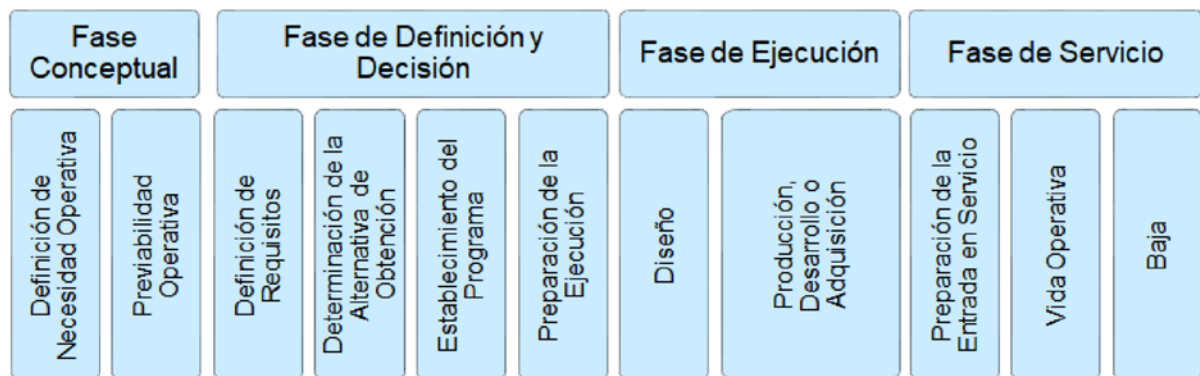 Fase
Conceptual
Fase de Definición y
Decisión
Fase de Ejecución
Fase de Servicio
Definición de
Necesidad Operativa
Previabilidad
Operativa
Definición de
Requisitos
Determinación de la
Alternativa de
Obtención
Establecimiento del
Programa
Preparación de la
Ejecución
Diseño
Producción,
Desarrollo o
Adquisición
Preparación de la
Entrada en Servicio
Vida Operativa
Baja